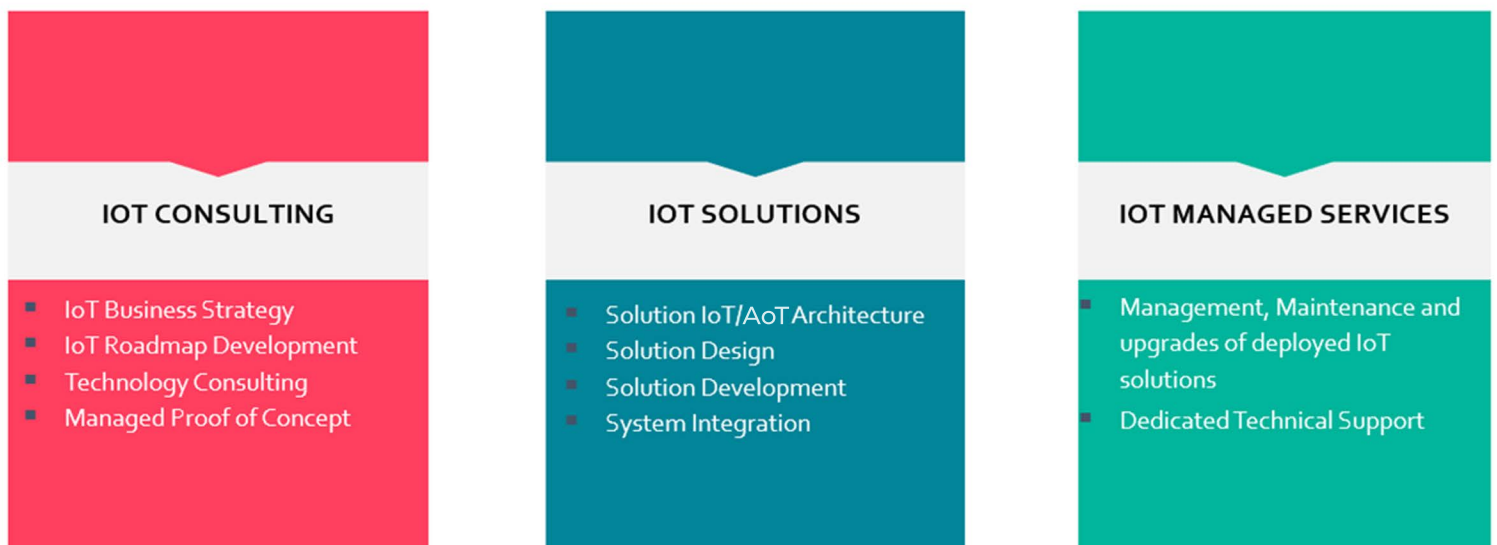 IOT CONSULTING
IoT Business Strategy
IoT Roadmap Development
Technology Consulting
Managed Proof of Concept
IOT SOLUTIONS
Solution IoT/AoT Architecture
Solution Design
Solution Development
System Integration
IOT MANAGED SERVICES
Management, Maintenance and
upgrades of deployed IoT
solutions
Dedicated Technical Support